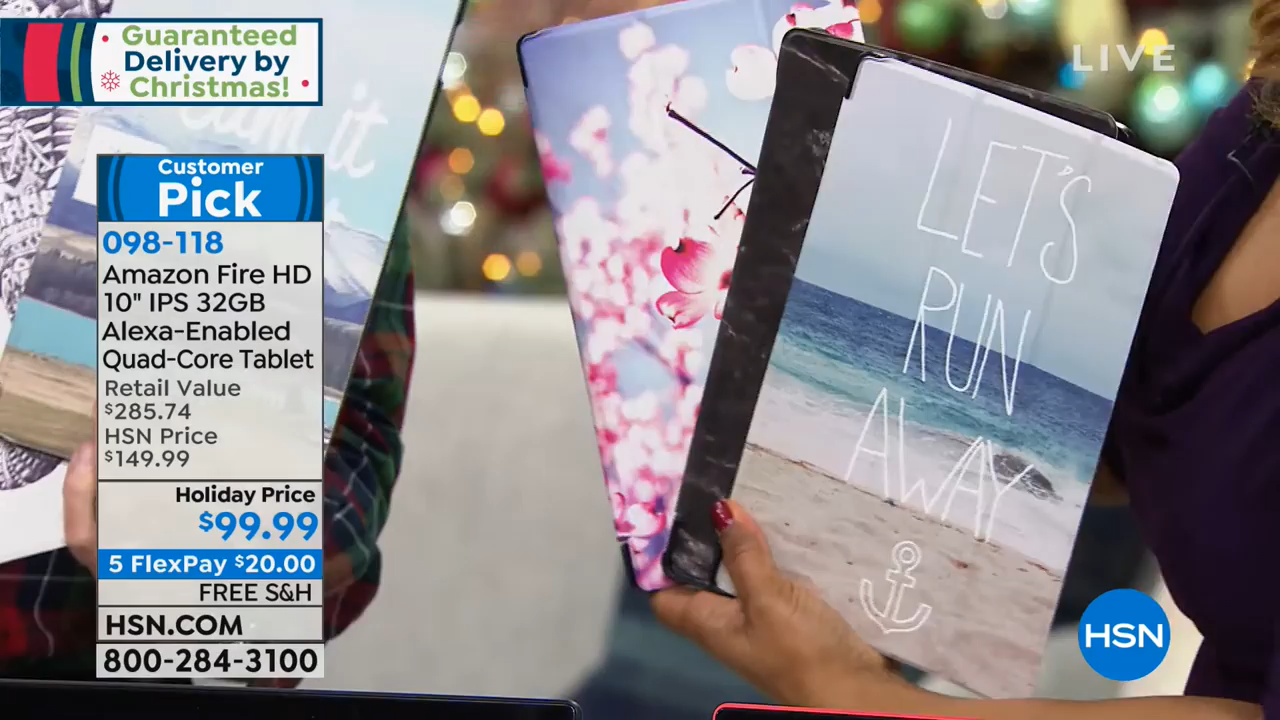 Guaranteed
Delivery by
Christmas!
LIVE
Customer
Pick
098-118
Amazon Fire HD
10" IPS 32GB
Alexa-Enabled
Quad-Core Tablet
Retail Value
$285.74
HSN Price
$149.99
Holiday Price
$99.99
5 FlexPay $20.00
FREE S&H
HSN.COM
800-284-3100
it
LET'S
RUN
AWAY
HSN